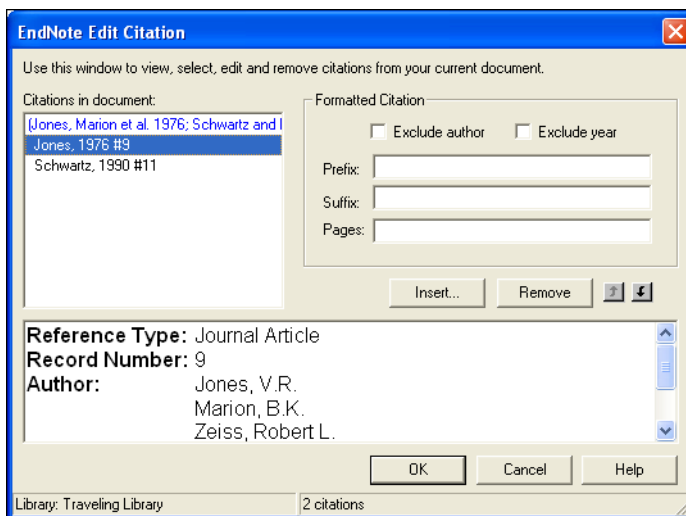 EndNote Edit Citation
Use this window to view, select, edit and remove citations from your current document.
Citations in document:
(Jones, Marion et al. 1976; Schwartz and
Jones, 1976 #9
Schwartz, 1990 #11
Formatted Citation
Exclude author
Exclude year
Prefix:
Suffix:
Pages:
Insert...
Remove
Reference Type: Journal Article
Record Number: 9
Author: Jones, V.R.
Marion, B.K.
Zeiss, Robert L.
OK
Cancel
Help
Library: Traveling Library
2 citations